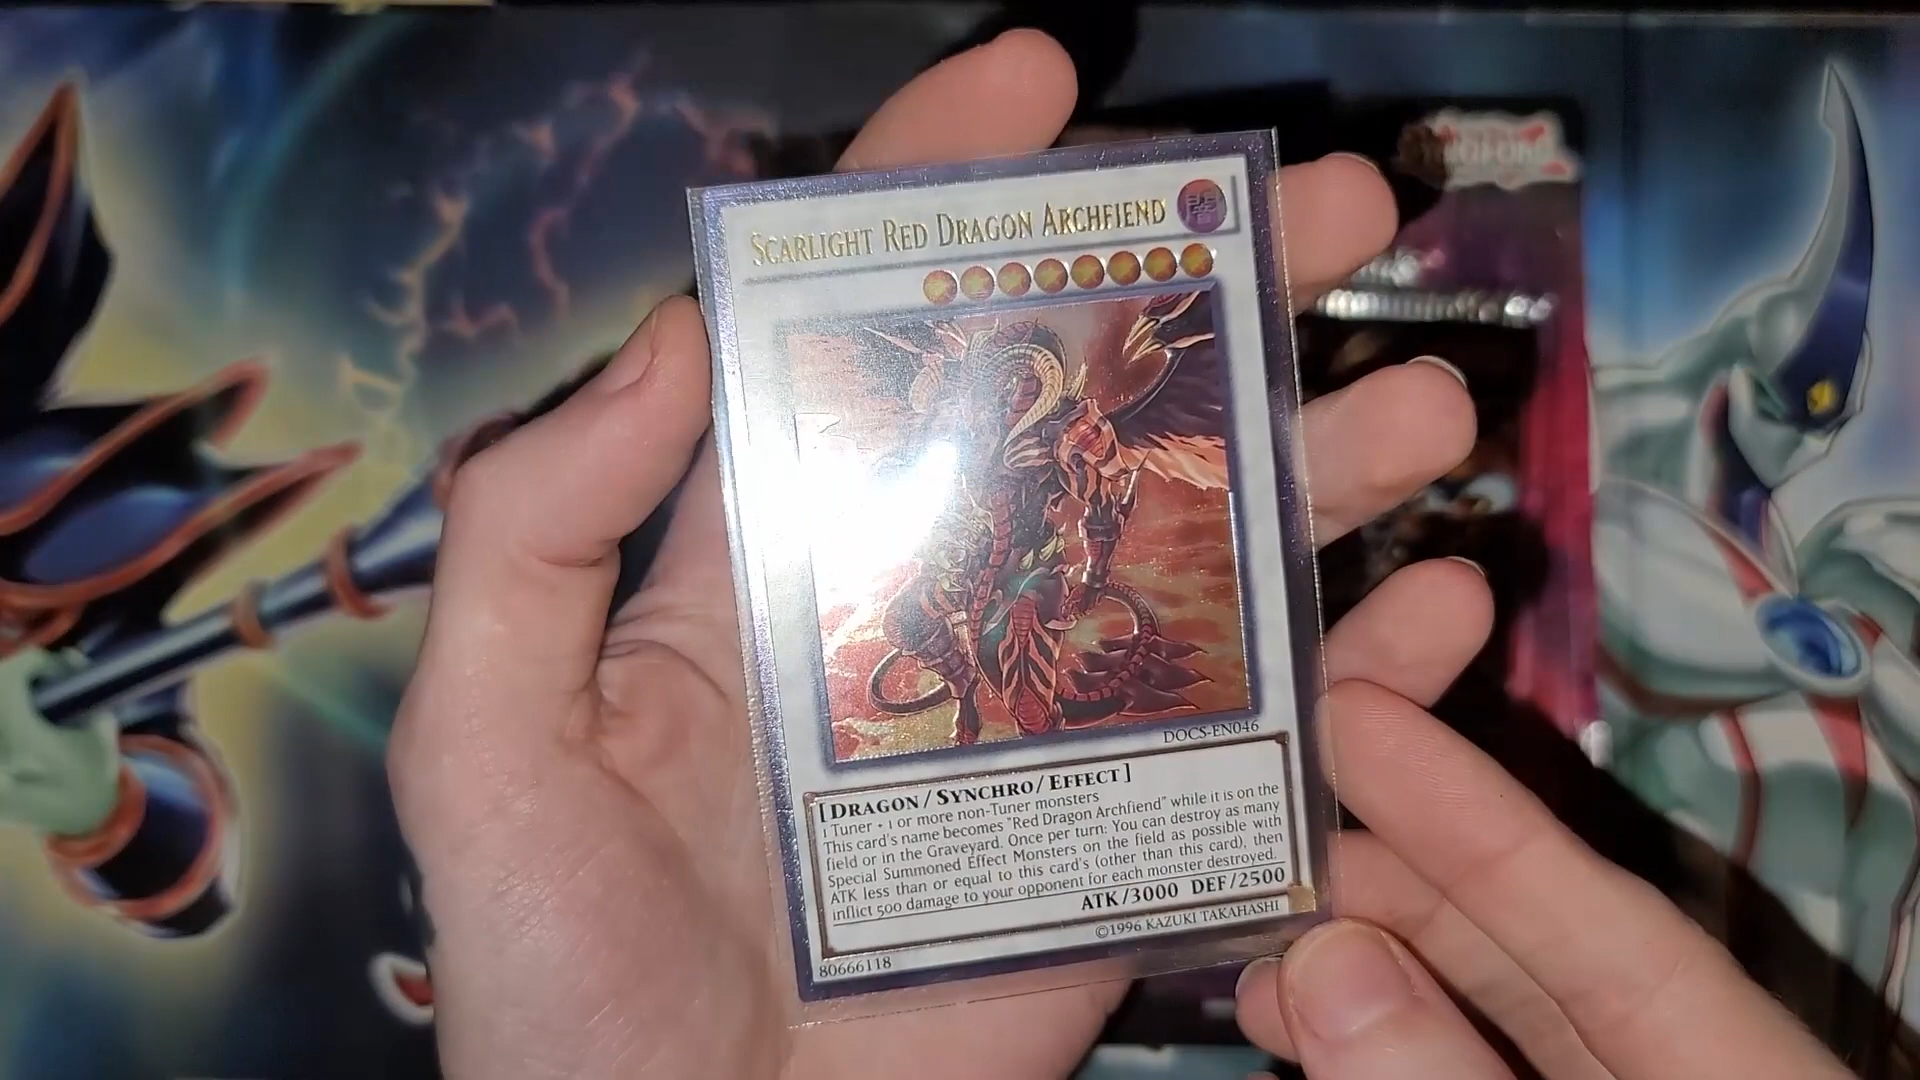 SCARLIGHT RED DRAGON ARCHFIEND
闇
DOCS-EN046
[DRAGON/SYNCHRO/EFFECT]
1 Tuner + 1 or more non-Tuner monsters
This card's name becomes "Red Dragon Archfiend" while it is on the
field or in the Graveyard. Once per turn: You can destroy as many
Special Summoned Effect Monsters on the field as possible with
ATK less than or equal to this card's (other than this card), then
inflict 500 damage to your opponent for each monster destroyed.
ATK/3000 DEF/2500
80666118
©1996 KAZUKI TAKAHASHI